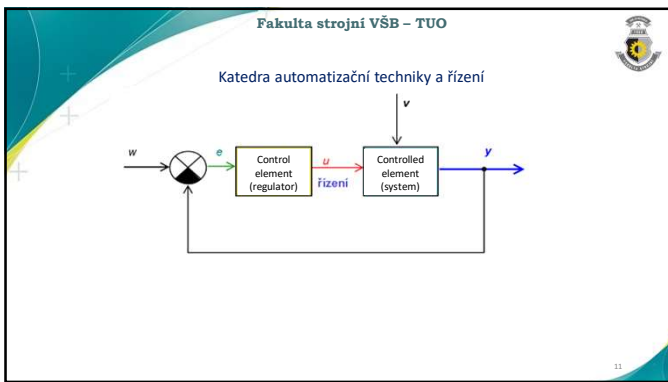 Fakulta strojní VŠB – TUO
Katedra automatizační techniky a řízení
v
w
e
Control
element
(regulator)
u
řízení
Controlled
element
(system)
y
11